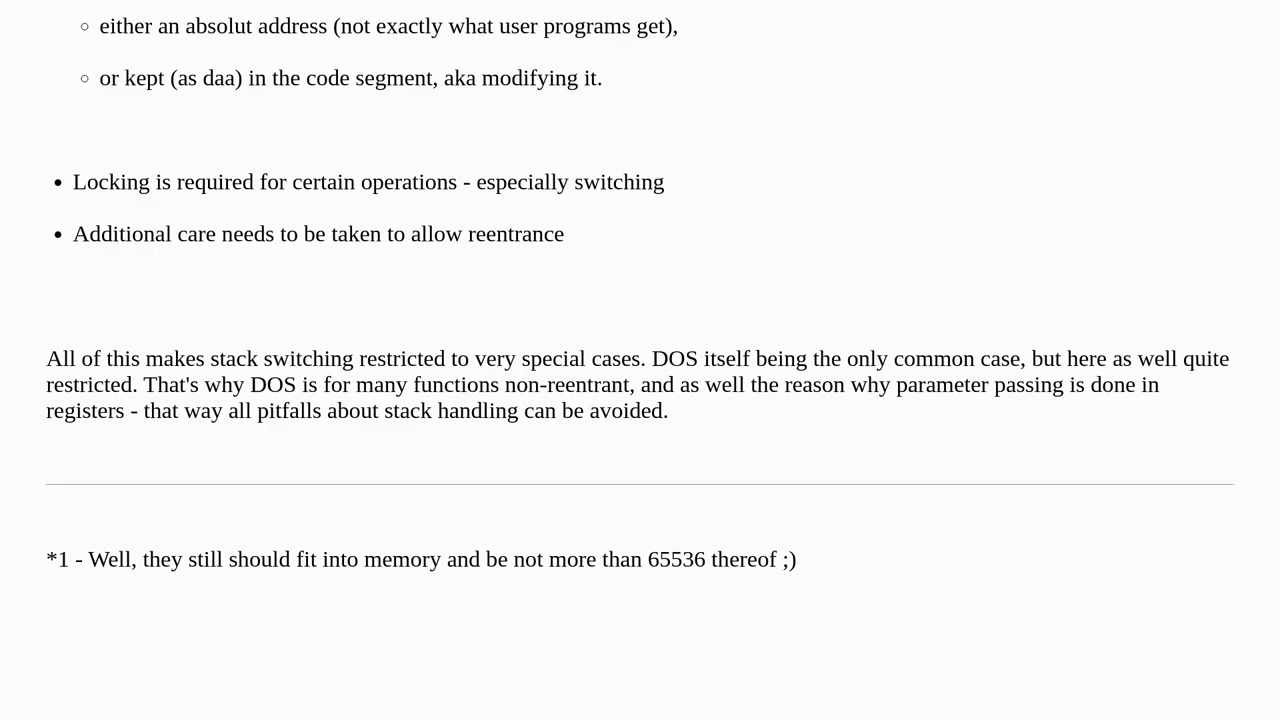 either an absolut address (not exactly what user programs get),
or kept (as daa) in the code segment, aka modifying it.
Locking is required for certain operations - especially switching
Additional care needs to be taken to allow reentrance
All of this makes stack switching restricted to very special cases. DOS itself being the only common case, but here as well quite
restricted. That's why DOS is for many functions non-reentrant, and as well the reason why parameter passing is done in
registers - that way all pitfalls about stack handling can be avoided.
*1 - Well, they still should fit into memory and be not more than 65536 thereof ;)